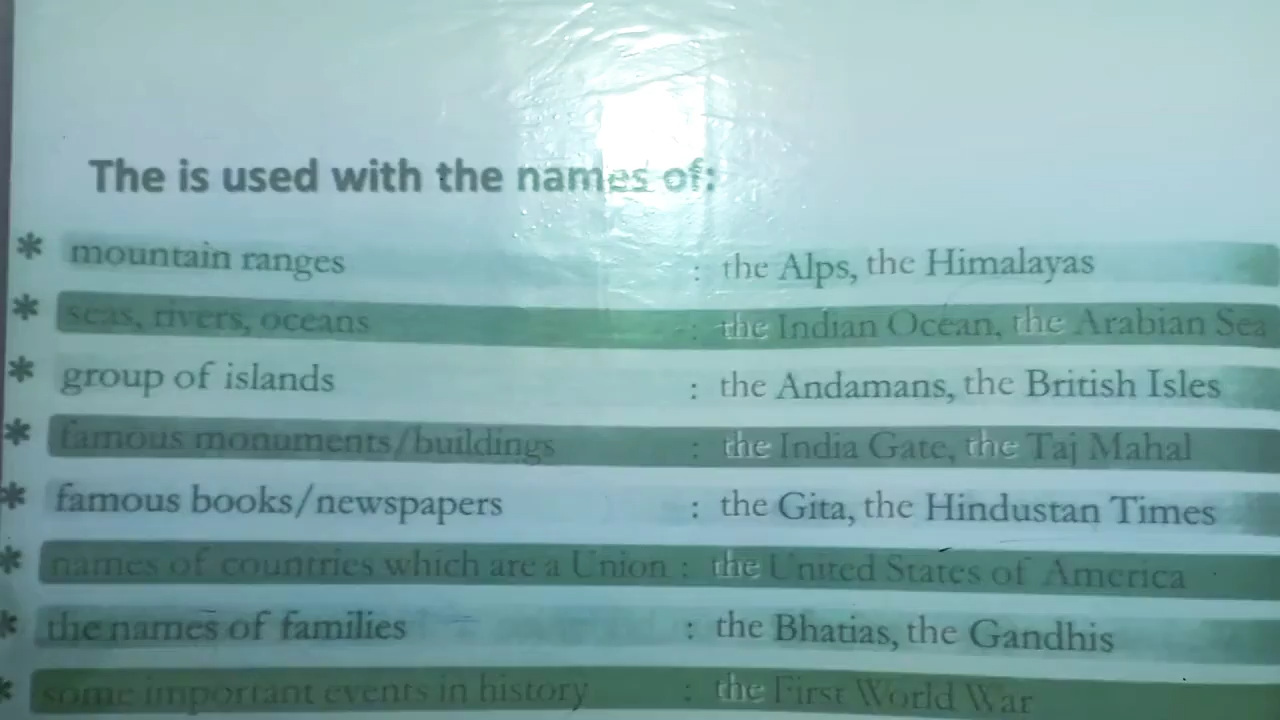 The is used with the names of:
* mountain ranges : the Alps, the Himalayas
* seas, rivers, oceans : the Indian Ocean, the Arabian Sea
* group of islands : the Andamans, the British Isles
* famous monuments/buildings : the India Gate, the Taj Mahal
* famous books/newspapers : the Gita, the Hindustan Times
* names of countries which are a Union : the United States of America
* the names of families : the Bhatias, the Gandhis
* some important events in history : the First World War